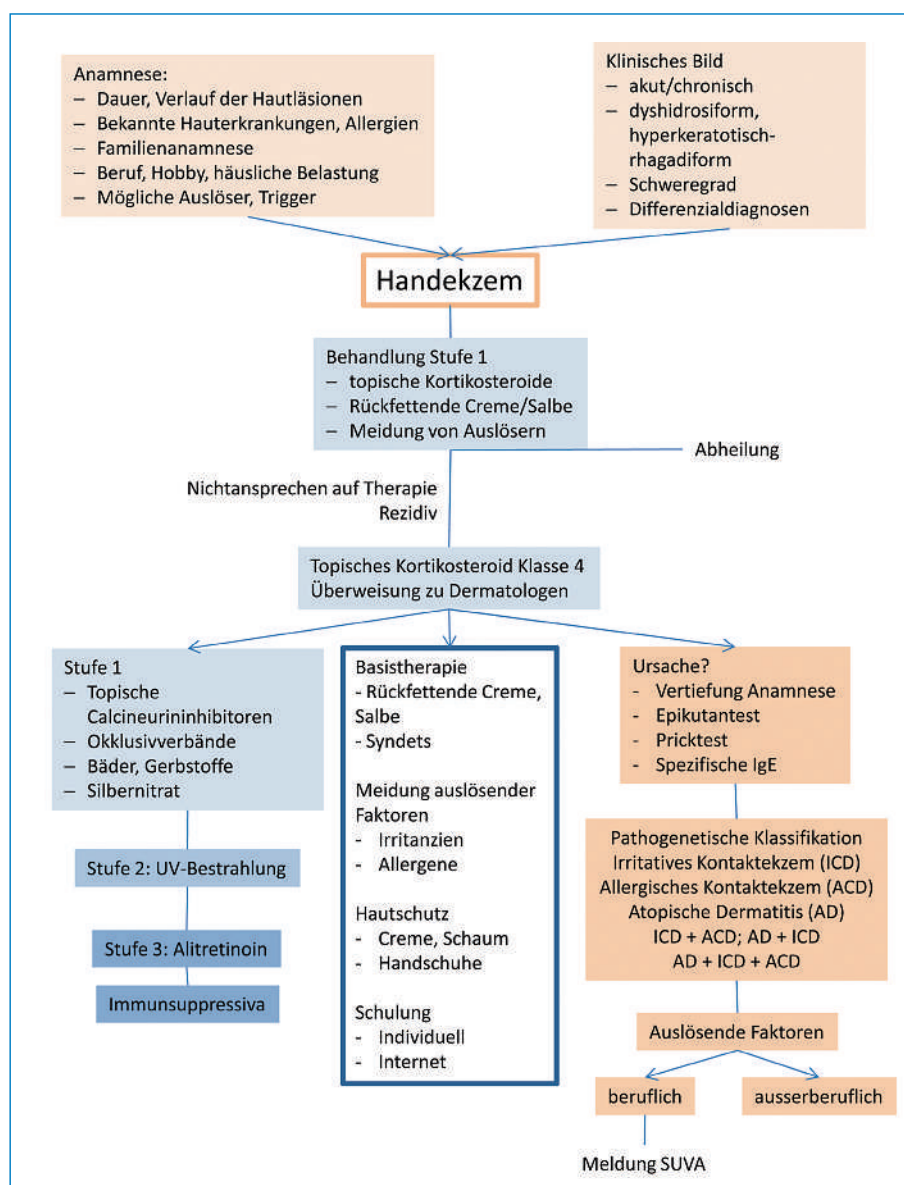 Anamnese:
– Dauer, Verlauf der Hautläsionen
– Bekannte Hauterkrankungen, Allergien
– Familienanamnese
– Beruf, Hobby, häusliche Belastung
– Mögliche Auslöser, Trigger
Klinisches Bild
– akut/chronisch
– dyshidrosiform,
hyperkeratotisch-
rhagadiform
– Schweregrad
– Differenzialdiagnosen
Handekzem
Behandlung Stufe 1
– topische Kortikosteroide
– Rückfettende Creme/Salbe
– Meidung von Auslösern
Abheilung
Nichtansprechen auf Therapie
Rezidiv
Topisches Kortikosteroid Klasse 4
Überweisung zu Dermatologen
Stufe 1
– Topische
Calcineurininhibitoren
– Okklusivverbände
– Bäder, Gerbstoffe
– Silbernitrat
Stufe 2: UV-Bestrahlung
Stufe 3: Alitretinoin
Immunsuppressiva
Basistherapie
- Rückfettende Creme,
Salbe
- Syndets
Meidung auslösender
Faktoren
- Irritanzien
- Allergene
Hautschutz
- Creme, Schaum
- Handschuhe
Schulung
- Individuell
- Internet
Ursache?
- Vertiefung Anamnese
- Epikutantest
- Pricktest
- Spezifische IgE
Pathogenetische Klassifikation
Irritatives Kontaktekzem (ICD)
Allergisches Kontaktekzem (ACD)
Atopische Dermatitis (AD)
ICD + ACD; AD + ICD
AD + ICD + ACD
Auslösende Faktoren
beruflich
ausserberuflich
Meldung SUVA